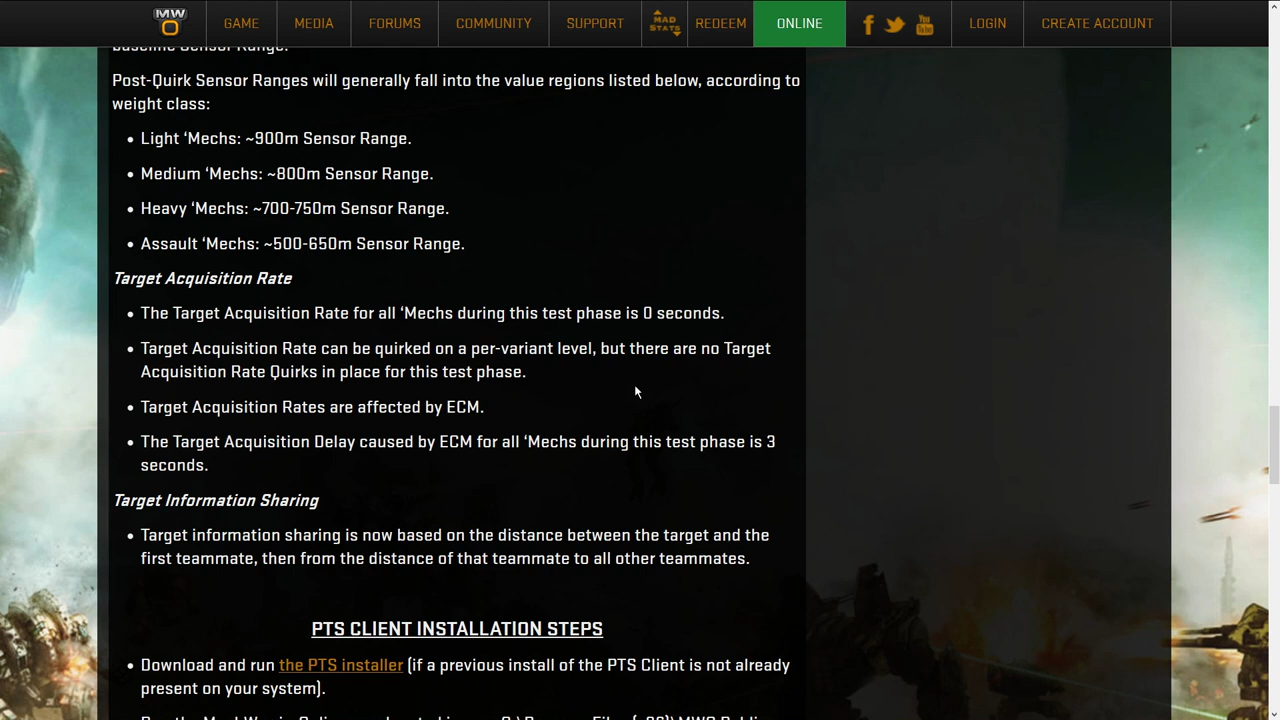 MW
GAME
MEDIA
FORUMS
COMMUNITY
SUPPORT
MAD
STATS
REDEEM
ONLINE
You
Tube
LOGIN
CREATE ACCOUNT
baseline Sensor Range.
Post-Quirk Sensor Ranges will generally fall into the value regions listed below, according to
weight class:
• Light ‘Mechs: ~900m Sensor Range.
• Medium ‘Mechs: ~800m Sensor Range.
• Heavy ‘Mechs: ~700-750m Sensor Range.
• Assault ‘Mechs: ~500-650m Sensor Range.
Target Acquisition Rate
• The Target Acquisition Rate for all ‘Mechs during this test phase is 0 seconds.
• Target Acquisition Rate can be quirked on a per-variant level, but there are no Target
Acquisition Rate Quirks in place for this test phase.
• Target Acquisition Rates are affected by ECM.
• The Target Acquisition Delay caused by ECM for all ‘Mechs during this test phase is 3
seconds.
Target Information Sharing
• Target information sharing is now based on the distance between the target and the
first teammate, then from the distance of that teammate to all other teammates.
PTS CLIENT INSTALLATION STEPS
• Download and run the PTS installer (if a previous install of the PTS Client is not already
present on your system).